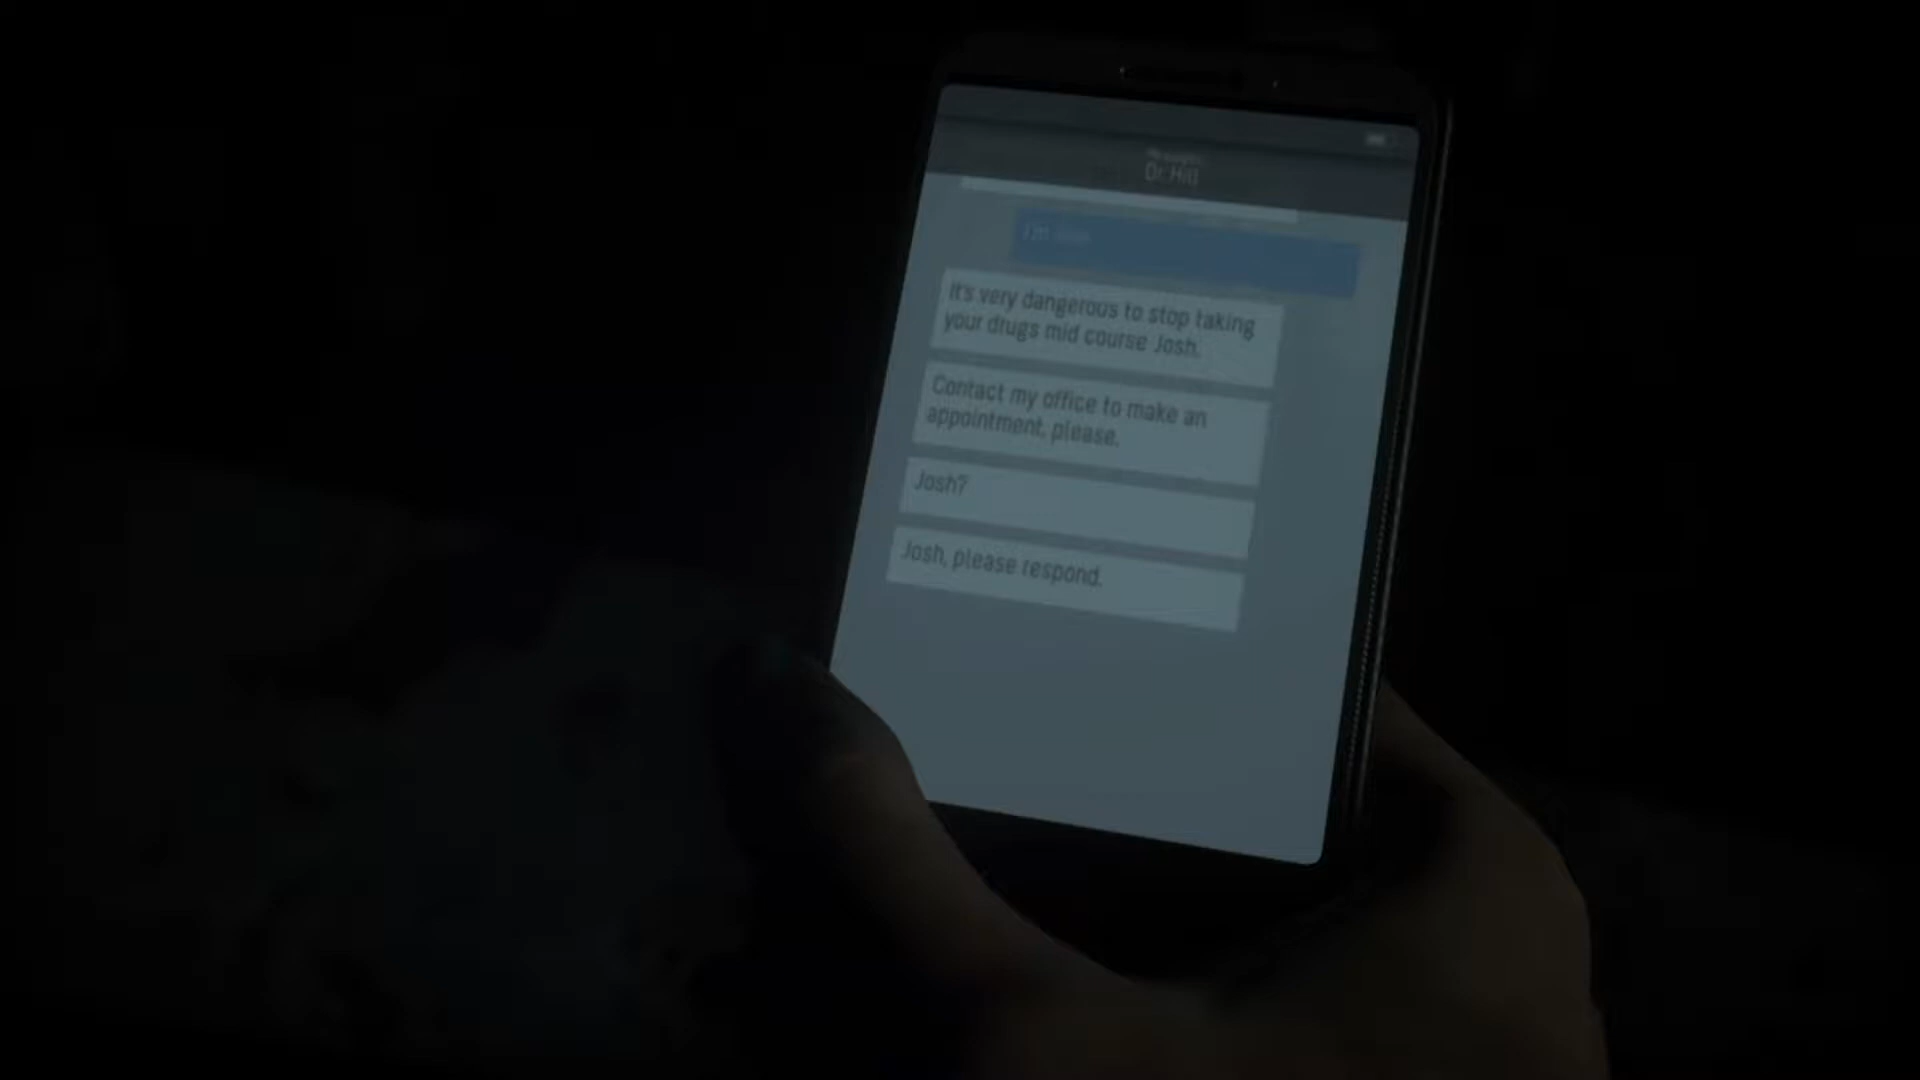 Dr. Hill
I'm
It's very dangerous to stop taking
your drugs mid course Josh.
Contact my office to make an
appointment, please.
Josh?
Josh, please respond.